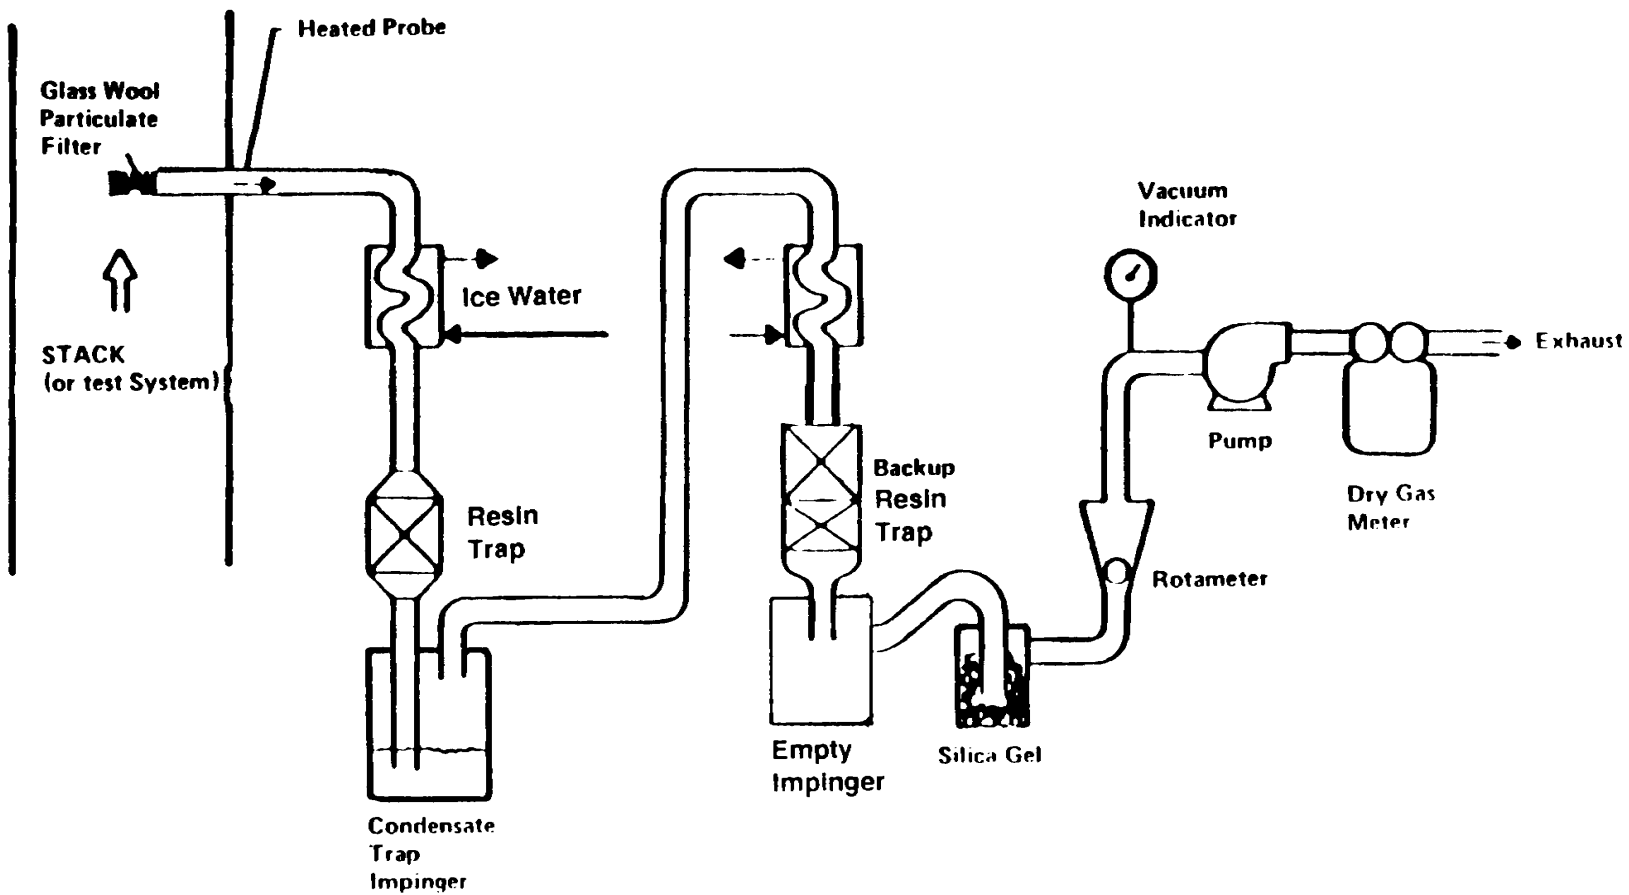 Heated Probe
Glass Wool
Particulate
Filter
Vacuum
Indicator
Ice Water
STACK
(or test System)
Exhaust
Pump
Backup
Resin
Trap
Dry Gas
Meter
Resin
Trap
Rotameter
Empty
Impinger
Silica Gel
Condensate
Trap
Impinger